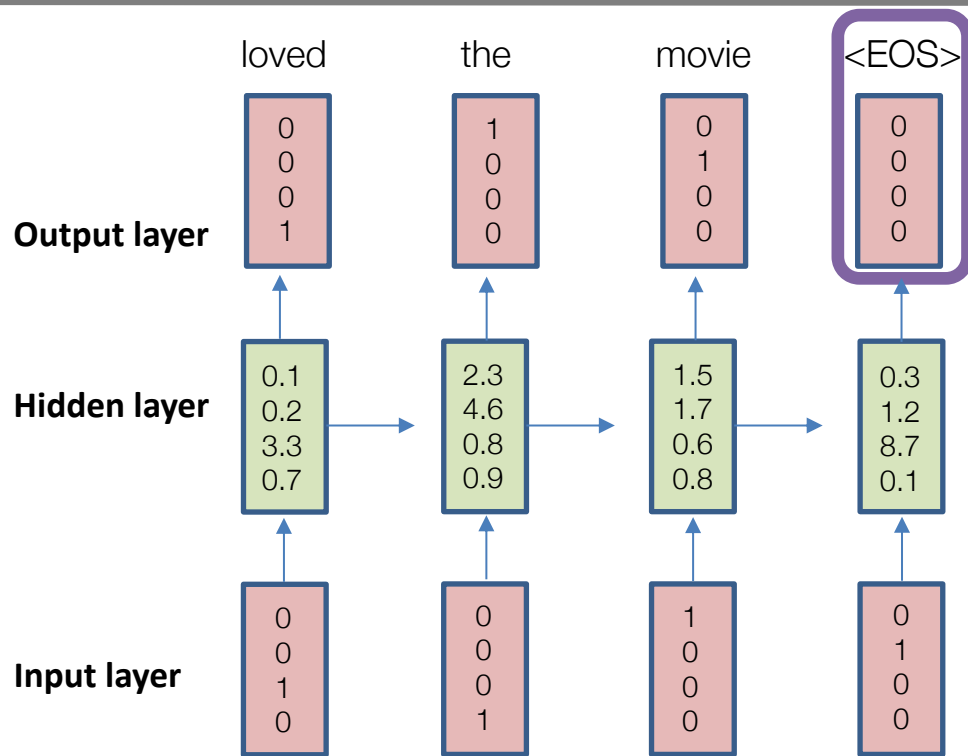 loved the movie <EOS>
0 1 0 0
0 0 1 0
0 0 0 0
1 0 0 0
Output layer
0.1 2.3 1.5 0.3
0.2 4.6 1.7 1.2
3.3 0.8 0.6 8.7
0.7 0.9 0.8 0.1
Hidden layer
0 0 1 0
0 0 0 1
1 0 0 0
0 1 0 0
Input layer